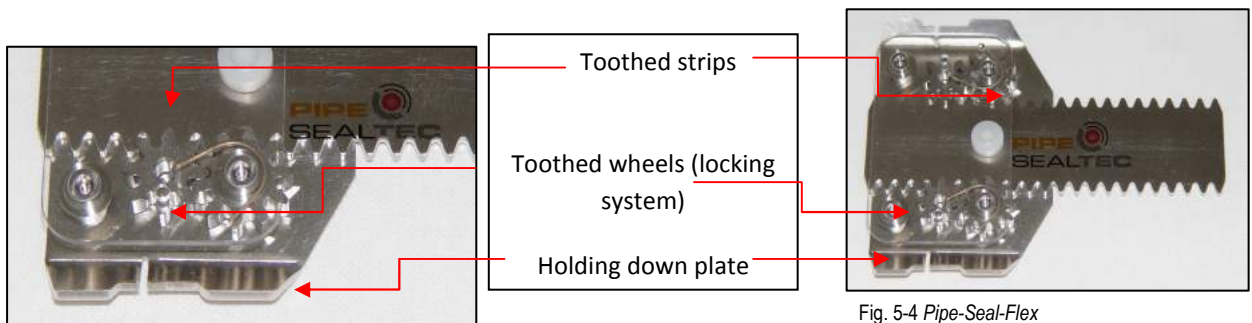 PIPE
SEALTEC
Toothed strips
Toothed wheels (locking
system)
Holding down plate
PIPE
SEALTEC
Fig. 5-4 Pipe-Seal-Flex